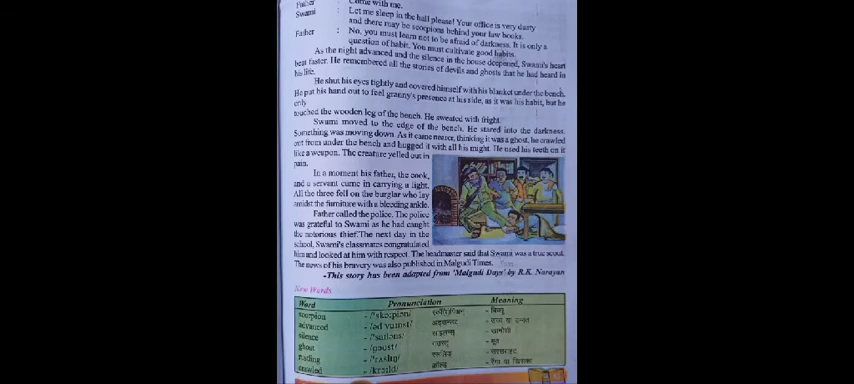 Father : Come with me.
Swami : Let me sleep in the hall please! Your office is very dusty
and there may be scorpions behind your law books.
Father : No, you must learn not to be afraid of darkness. It is only a
question of habit. You must cultivate good habits.
As the night advanced and the silence in the house deepened, Swami's heart
beat faster. He remembered all the stories of devils and ghosts that he had heard in
his life.
He shut his eyes tightly and covered himself with his blanket under the bench.
He put his hand out to feel granny's presence at his side, as it was his habit, but he
only
touched the wooden leg of the bench. He sweated with fright.
Swami moved to the edge of the bench. He stared into the darkness.
Something was moving down. As it came nearer, thinking it was a ghost, he crawled
out from under the bench and hugged it with all his might. He used his teeth on it
like a weapon. The creature yelled out in
pain.
In a moment his father, the cook,
and a servant came in carrying a light.
All the three fell on the burglar who lay
amidst the furniture with a bleeding ankle.
Father called the police. The police
was grateful to Swami as he had caught
the notorious thief. The next day in the
school, Swami's classmates congratulated
him and looked at him with respect. The headmaster said that Swami was a true scout.
The news of his bravery was also published in Malgudi Times.
-This story has been adapted from 'Malgudi Days' by R.K. Narayan
New Words
Word Pronunciation Meaning
scorpion - बिच्छू
advanced
silence - खामोशी
ghost - भूत
rustling - सरसराहट
crawled